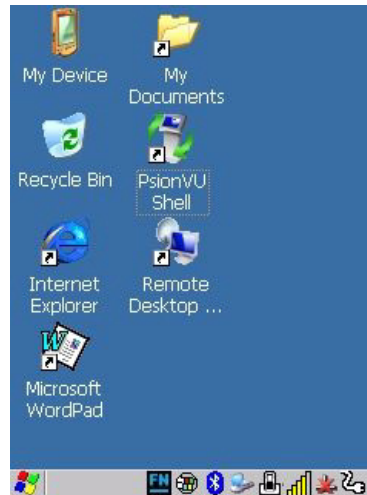 My Device
My
Documents
Recycle Bin
PsionVU
Shell
Internet
Explorer
Remote
Desktop ...
W
Microsoft
WordPad
FN